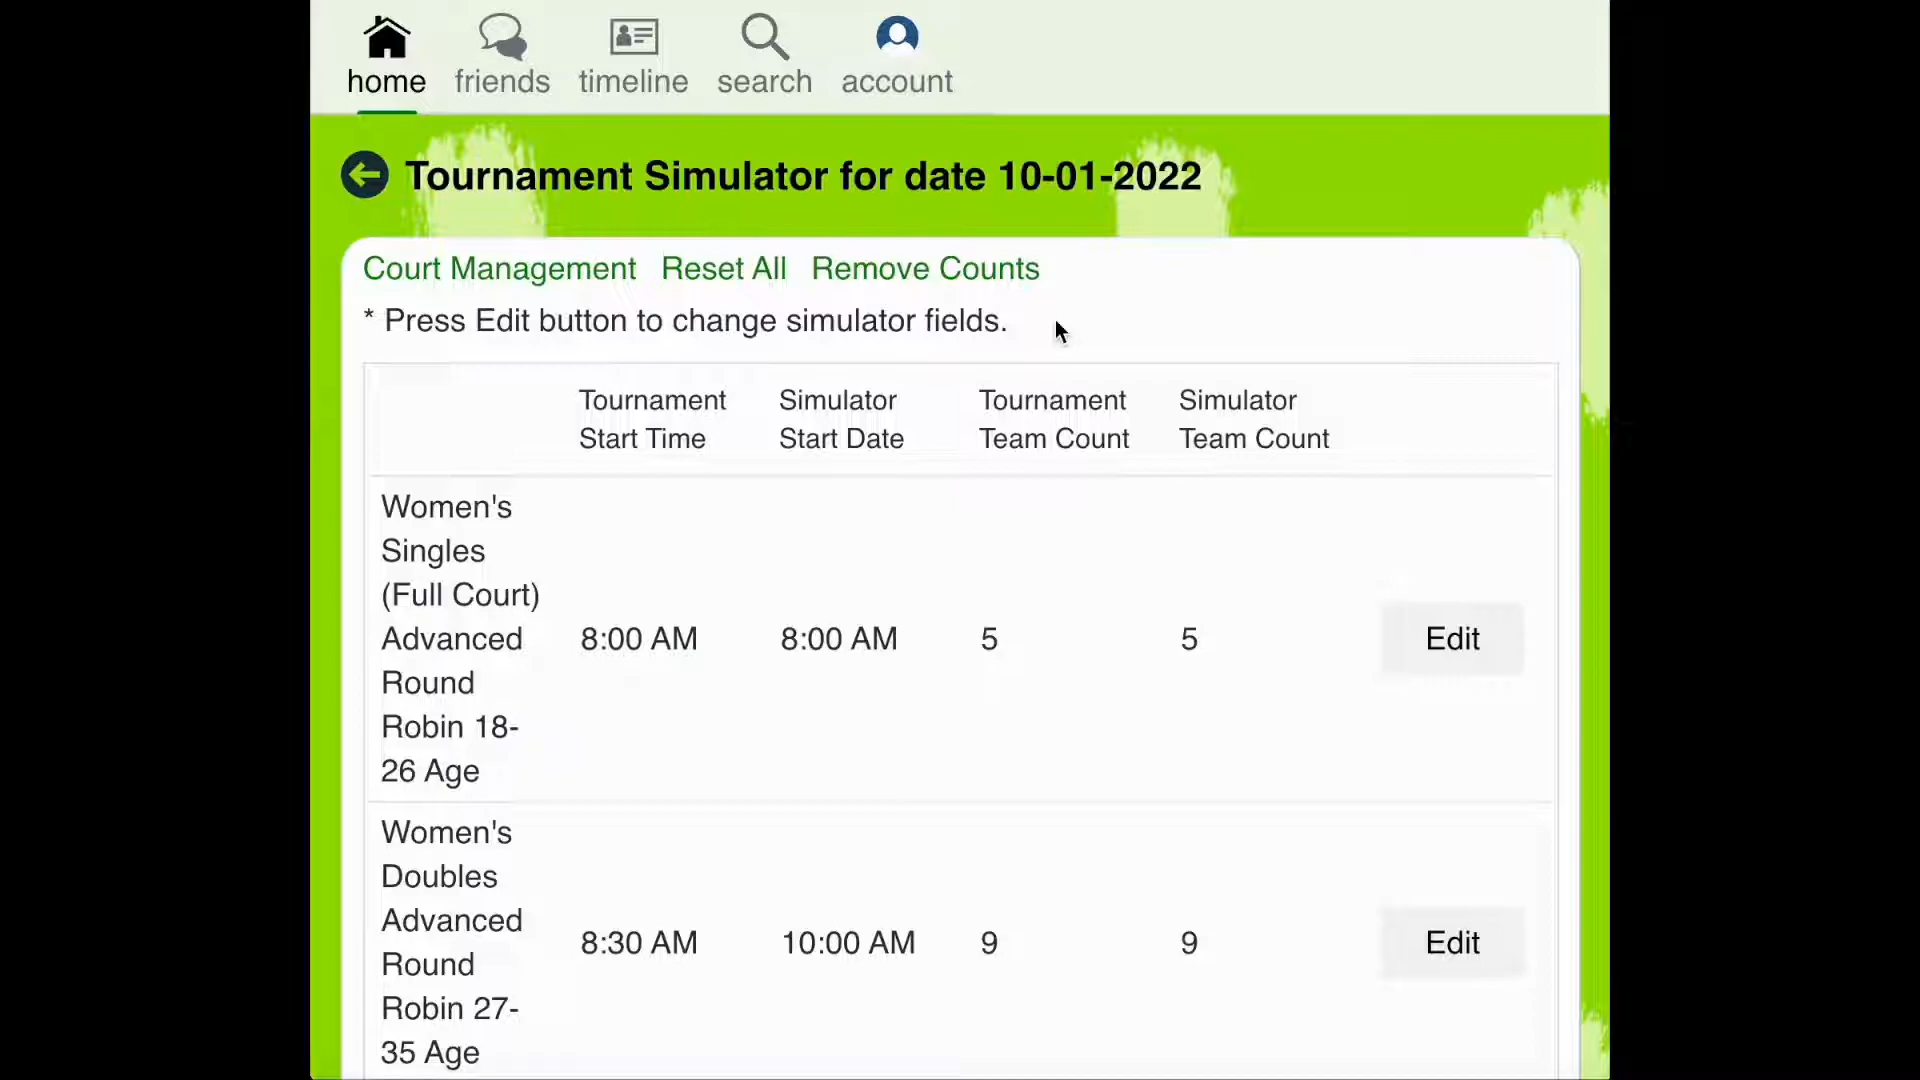 home friends timeline search account
Tournament Simulator for date 10-01-2022
Court Management Reset All Remove Counts
* Press Edit button to change simulator fields.
Tournament Start Time
Simulator Start Date
Tournament Team Count
Simulator Team Count
Women's
Singles
(Full Court)
Advanced
Round
Robin 18-
26 Age
8:00 AM 8:00 AM 5 5 Edit
Women's
Doubles
Advanced
Round
Robin 27-
35 Age
8:30 AM 10:00 AM 9 9 Edit